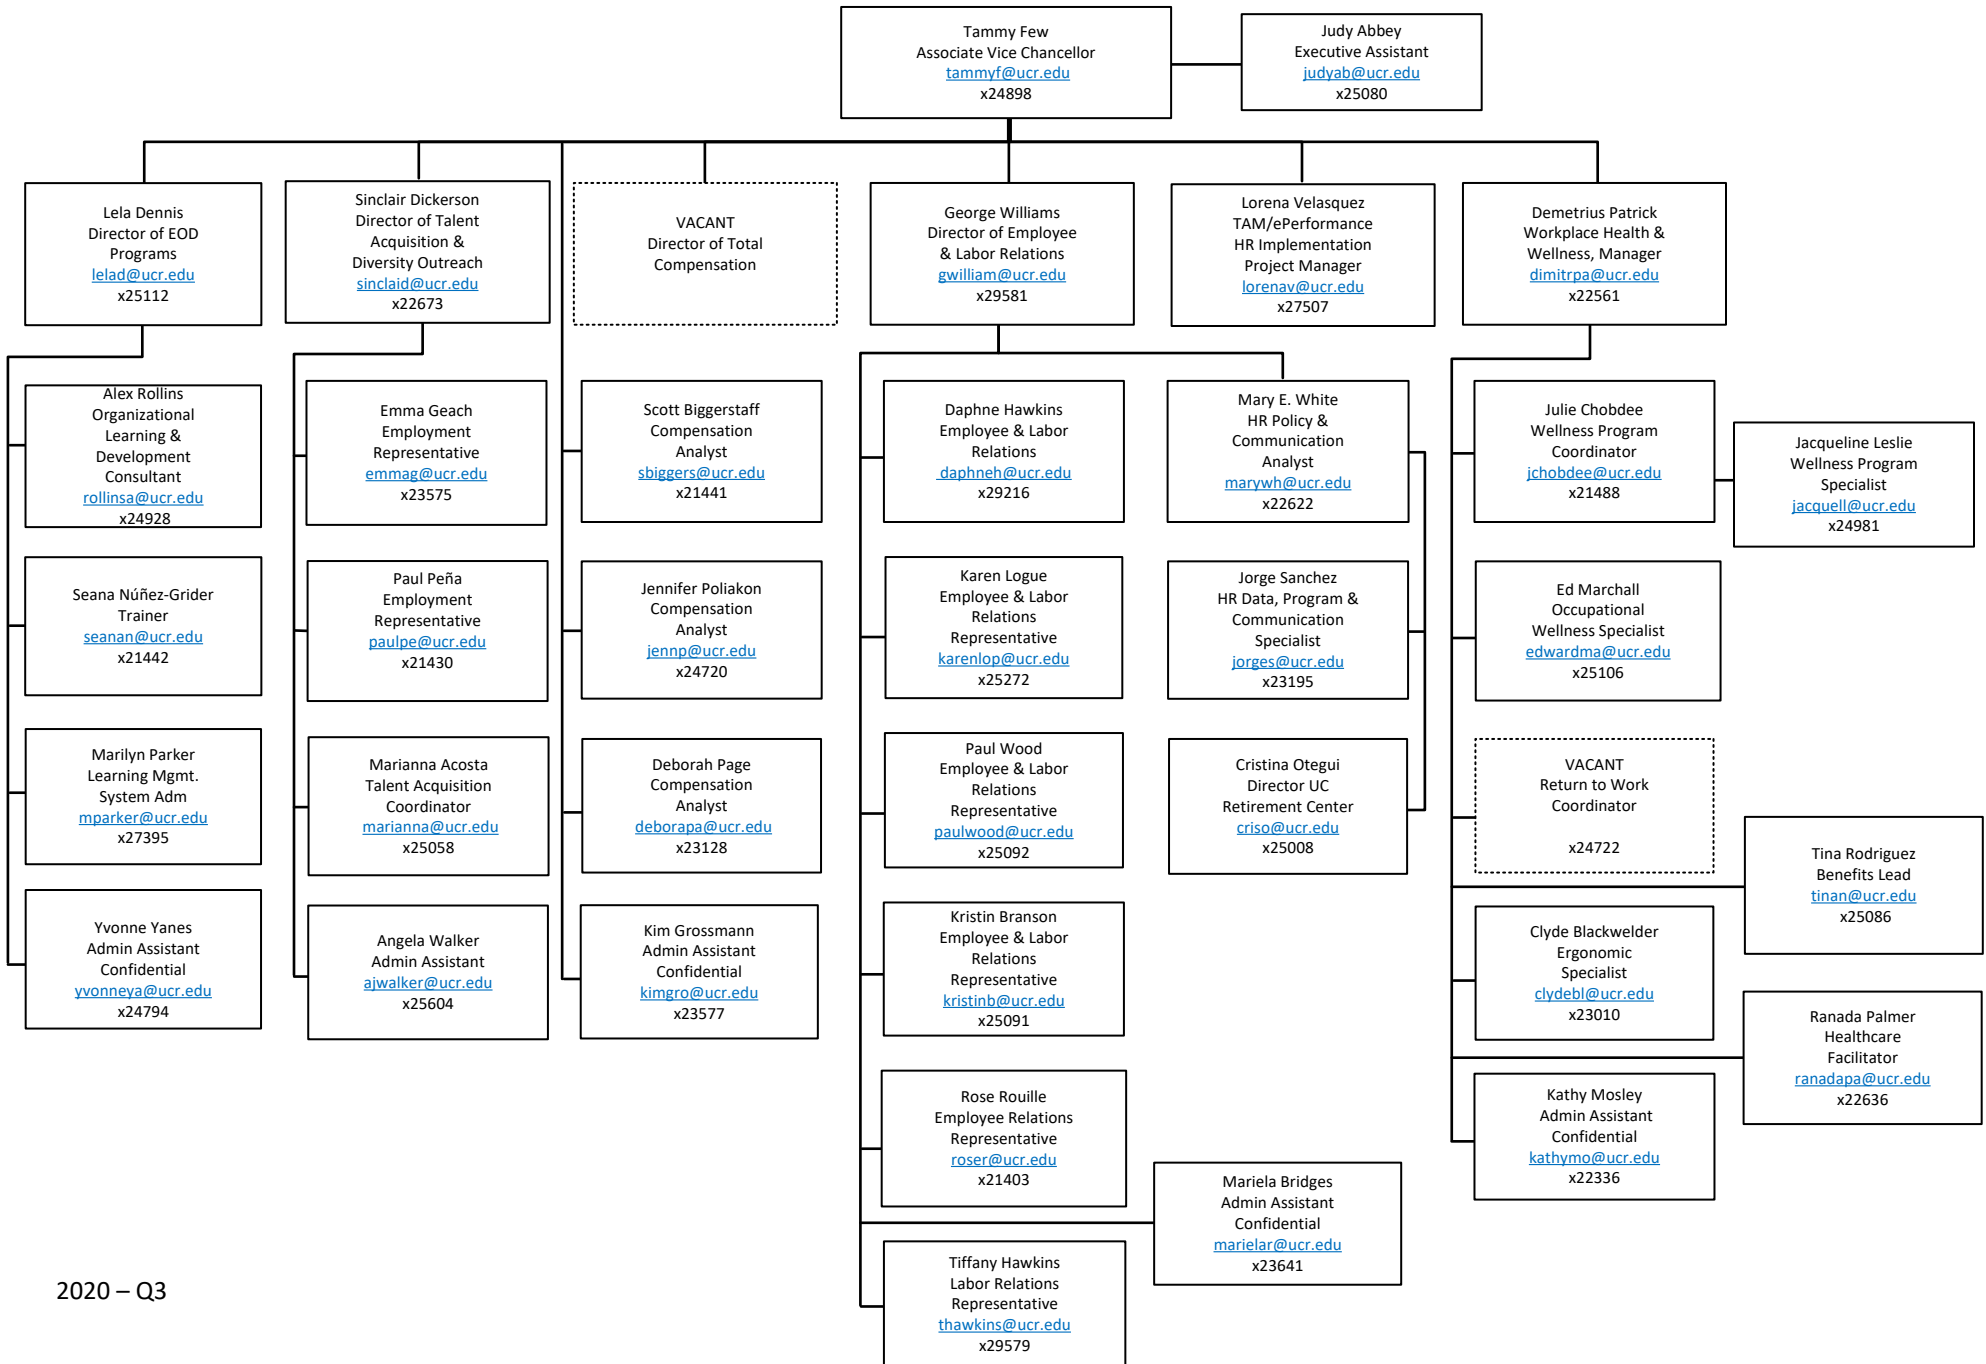 Tammy Few
Associate Vice Chancellor
tammyf@ucr.edu
x24898
Judy Abbey
Executive Assistant
judyab@ucr.edu
x25080
Lela Dennis
Director of EOD
Programs
lelad@ucr.edu
x25112
Sinclair Dickerson
Director of Talent
Acquisition &
Diversity Outreach
sinclaid@ucr.edu
x22673
VACANT
Director of Total
Compensation
George Williams
Director of Employee
& Labor Relations
gwilliam@ucr.edu
x29581
Lorena Velasquez
TAM/ePerformance
HR Implementation
Project Manager
lorenav@ucr.edu
x27507
Demetrius Patrick
Workplace Health &
Wellness, Manager
dimitrpa@ucr.edu
x22561
Alex Rollins
Organizational
Learning &
Development
Consultant
rollinsa@ucr.edu
x24928
Emma Geach
Employment
Representative
emmag@ucr.edu
x23575
Scott Biggerstaff
Compensation
Analyst
sbiggers@ucr.edu
x21441
Daphne Hawkins
Employee & Labor
Relations
daphneh@ucr.edu
x29216
Mary E. White
HR Policy &
Communication
Analyst
marywh@ucr.edu
x22622
Julie Chobdee
Wellness Program
Coordinator
jchobdee@ucr.edu
x21488
Jacqueline Leslie
Wellness Program
Specialist
jacquell@ucr.edu
x24981
Seana Núñez-Grider
Trainer
seanan@ucr.edu
x21442
Paul Peña
Employment
Representative
paulpe@ucr.edu
x21430
Jennifer Poliakon
Compensation
Analyst
jennp@ucr.edu
x24720
Karen Logue
Employee & Labor
Relations
Representative
karenlop@ucr.edu
x25272
Jorge Sanchez
HR Data, Program &
Communication
Specialist
jorges@ucr.edu
x23195
Ed Marchall
Occupational
Wellness Specialist
edwardma@ucr.edu
x25106
Marilyn Parker
Learning Mgmt.
System Adm
mparker@ucr.edu
x27395
Marianna Acosta
Talent Acquisition
Coordinator
marianna@ucr.edu
x25058
Deborah Page
Compensation
Analyst
deborapa@ucr.edu
x23128
Paul Wood
Employee & Labor
Relations
Representative
paulwood@ucr.edu
x25092
Cristina Otegui
Director UC
Retirement Center
criso@ucr.edu
x25008
VACANT
Return to Work
Coordinator
x24722
Tina Rodriguez
Benefits Lead
tinan@ucr.edu
x25086
Yvonne Yanes
Admin Assistant
Confidential
yvonneya@ucr.edu
x24794
Angela Walker
Admin Assistant
ajwalker@ucr.edu
x25604
Kim Grossmann
Admin Assistant
Confidential
kimgro@ucr.edu
x23577
Kristin Branson
Employee & Labor
Relations
Representative
kristinb@ucr.edu
x25091
Clyde Blackwelder
Ergonomic
Specialist
clydebl@ucr.edu
x23010
Ranada Palmer
Healthcare
Facilitator
ranadapa@ucr.edu
x22636
Rose Rouille
Employee Relations
Representative
roser@ucr.edu
x21403
Kathy Mosley
Admin Assistant
Confidential
kathymo@ucr.edu
x22336
Mariela Bridges
Admin Assistant
Confidential
marielar@ucr.edu
x23641
Tiffany Hawkins
Labor Relations
Representative
thawkins@ucr.edu
x29579
2020 – Q3